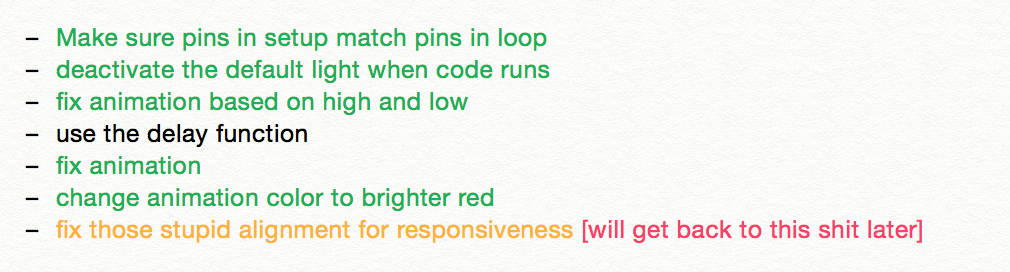 – Make sure pins in setup match pins in loop
– deactivate the default light when code runs
– fix animation based on high and low
– use the delay function
– fix animation
– change animation color to brighter red
– fix those stupid alignment for responsiveness [will get back to this shit later]